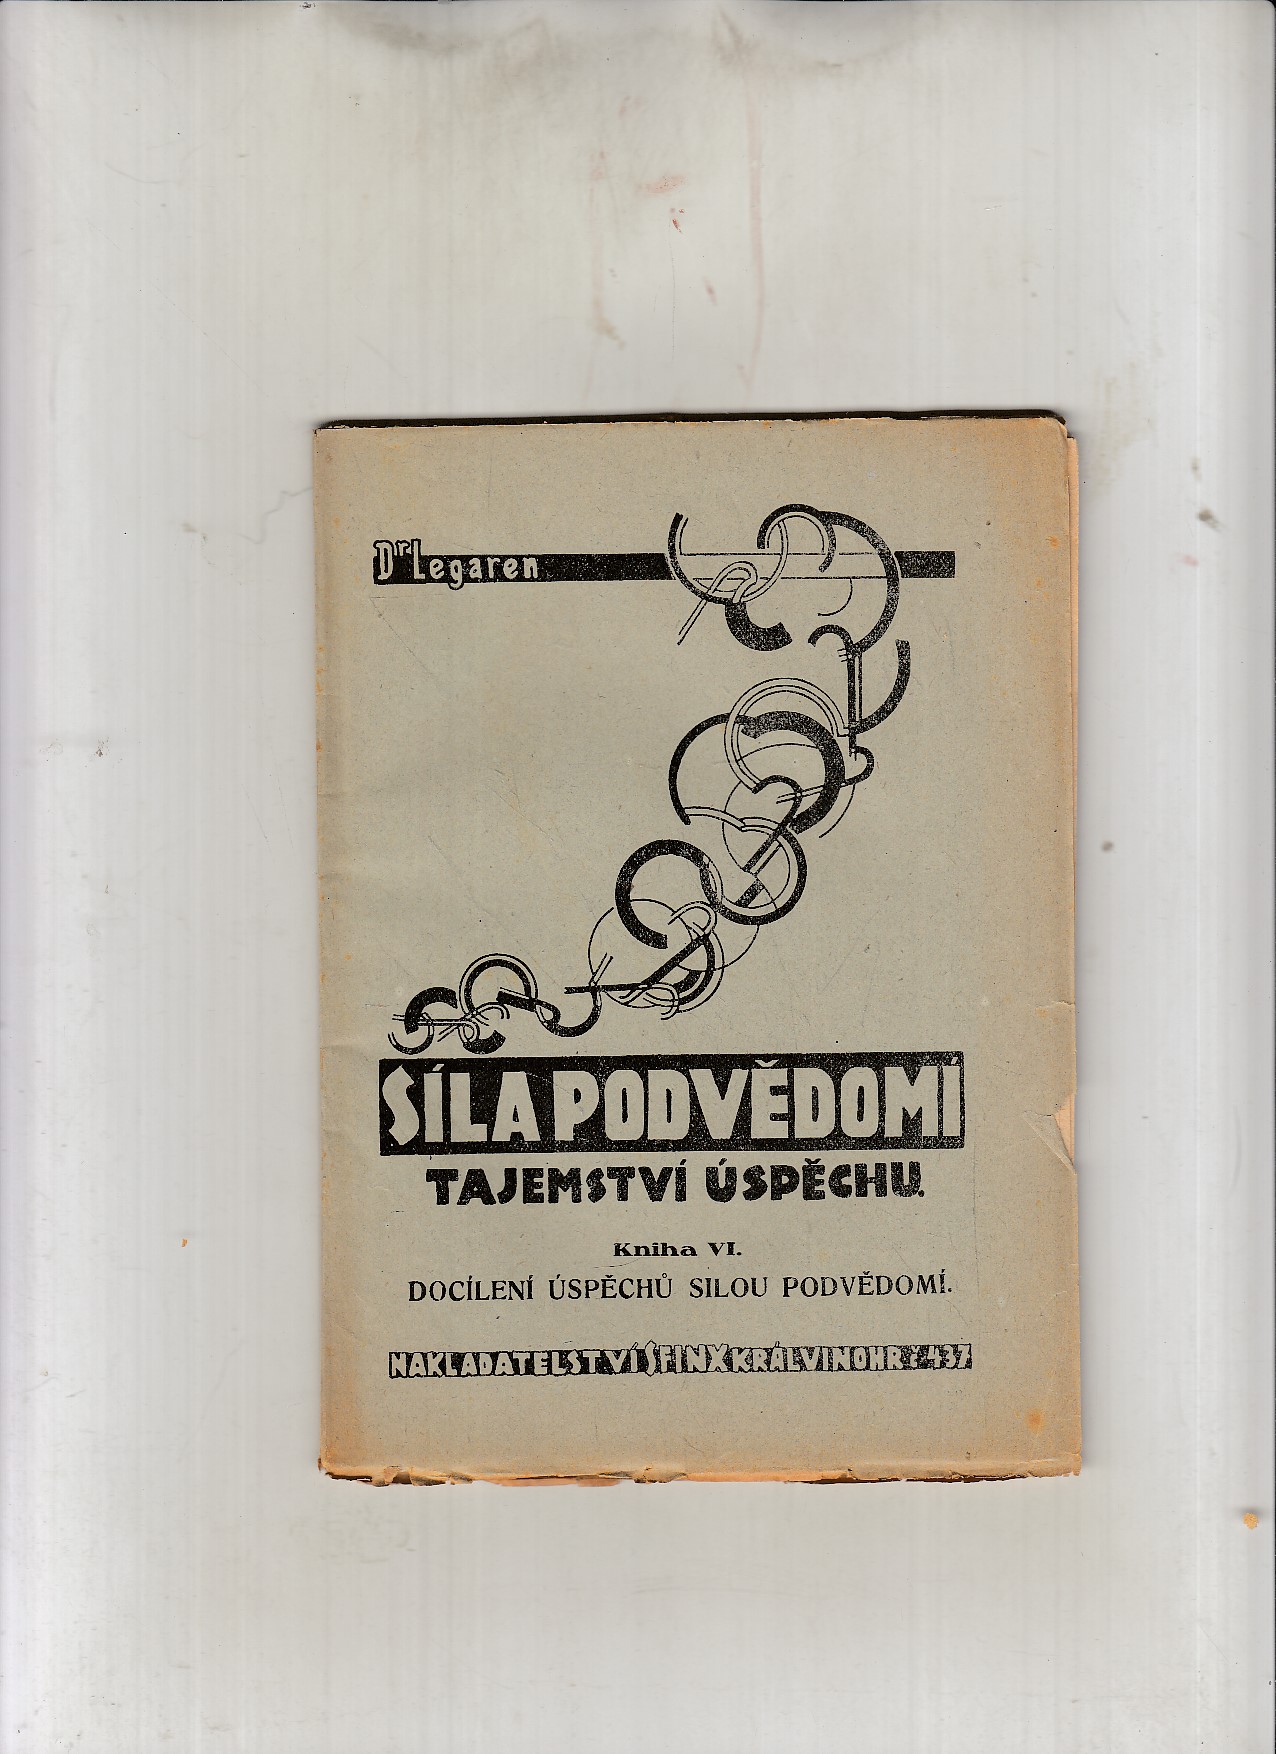 Dr Legaren
SÍLA PODVĚDOMÍ
TAJEMSTVÍ ÚSPĚCHU.
Kniha VI.
DOCÍLENÍ ÚSPĚCHŮ SILOU PODVĚDOMÍ.
NAKLADATELSTVÍ SFINX KRÁL VINOHR Č 437